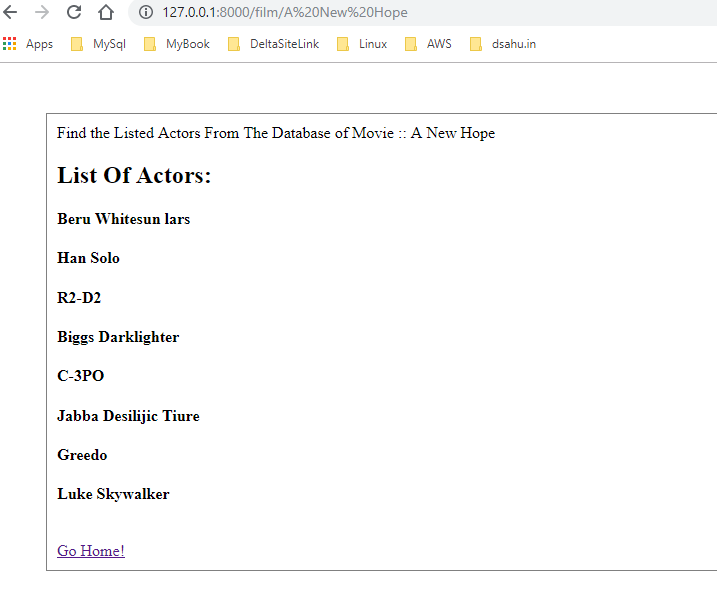 127.0.0.1:8000/film/A%20New%20Hope
Apps MySql MyBook DeltaSiteLink Linux AWS dsahu.in
Find the Listed Actors From The Database of Movie :: A New Hope
List Of Actors:
Beru Whitesun lars
Han Solo
R2-D2
Biggs Darklighter
C-3PO
Jabba Desilijic Tiure
Greedo
Luke Skywalker
Go Home!